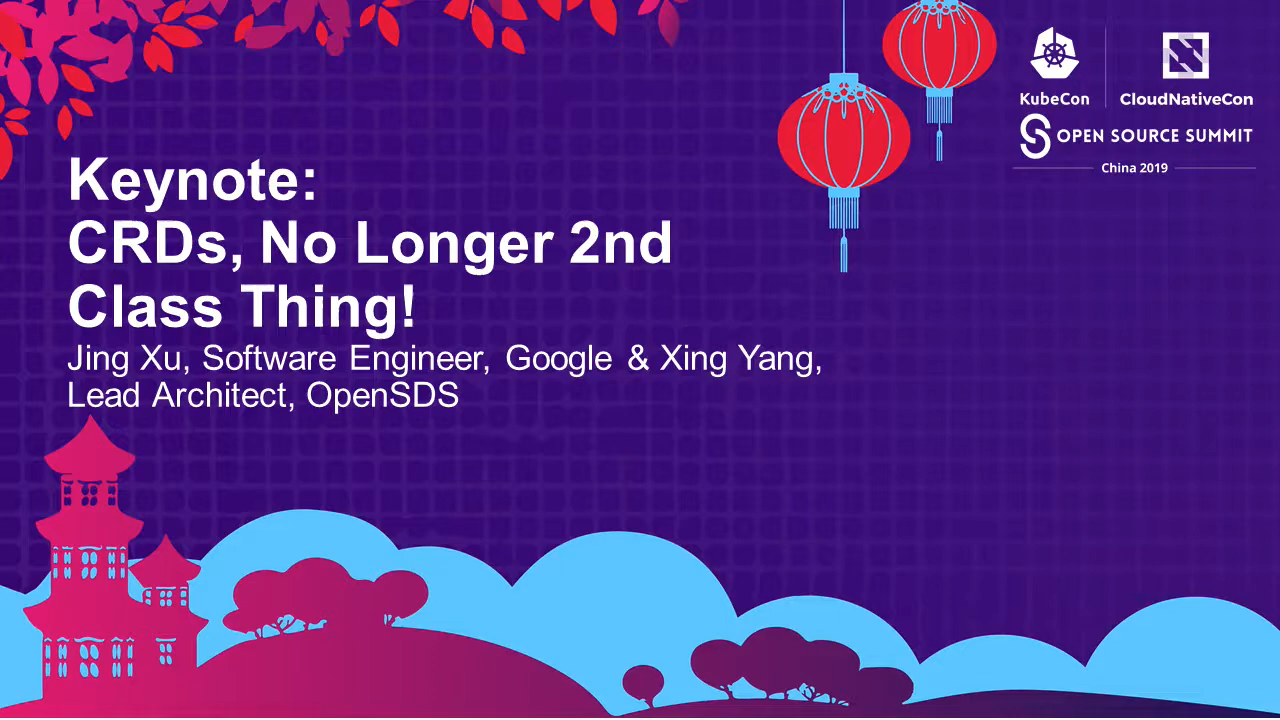 Keynote:
CRDs, No Longer 2nd
Class Thing!
Jing Xu, Software Engineer, Google & Xing Yang,
Lead Architect, OpenSDS
KubeCon
CloudNativeCon
OPEN SOURCE SUMMIT
China 2019